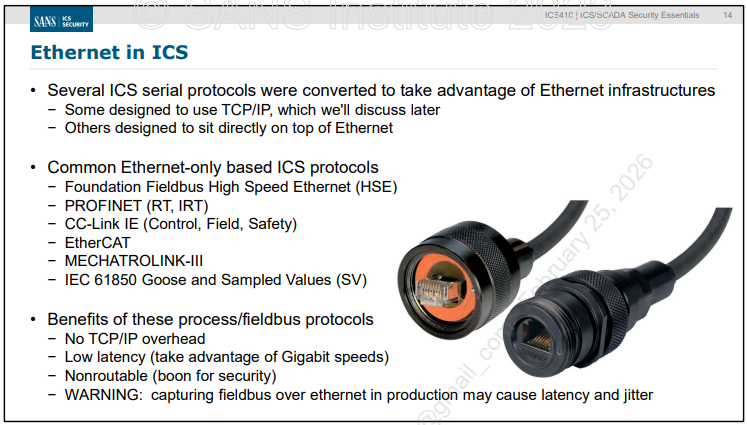 © SANS Institute 2026
SANS | ICS SECURITY
ICS410 | ICS/SCADA Security Essentials 14
Ethernet in ICS
• Several ICS serial protocols were converted to take advantage of Ethernet infrastructures
− Some designed to use TCP/IP, which we'll discuss later
− Others designed to sit directly on top of Ethernet
• Common Ethernet-only based ICS protocols
− Foundation Fieldbus High Speed Ethernet (HSE)
− PROFINET (RT, IRT)
− CC-Link IE (Control, Field, Safety)
− EtherCAT
− MECHATROLINK-III
− IEC 61850 Goose and Sampled Values (SV)
• Benefits of these process/fieldbus protocols
− No TCP/IP overhead
− Low latency (take advantage of Gigabit speeds)
− Nonroutable (boon for security)
− WARNING: capturing fieldbus over ethernet in production may cause latency and jitter
25, 2026